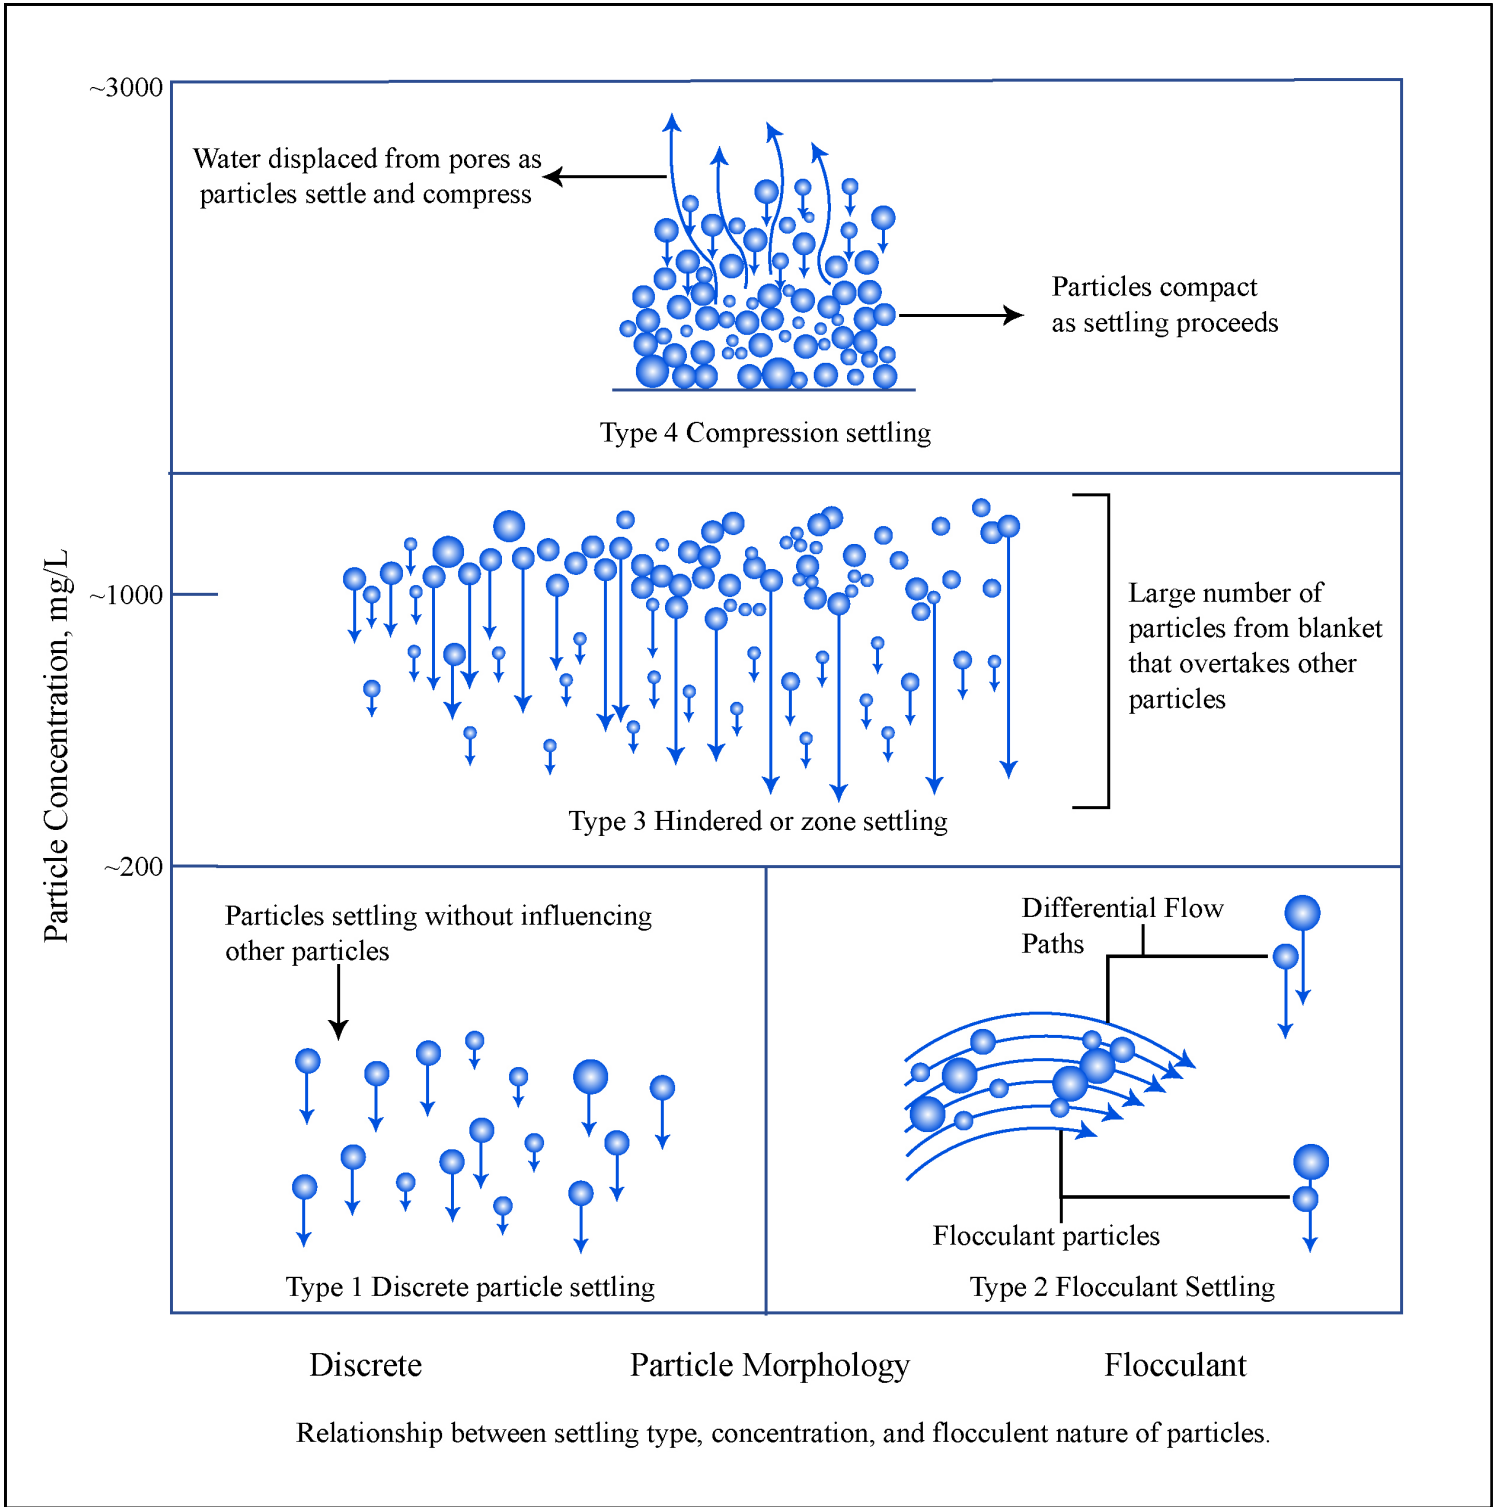 ~3000
Water displaced from pores as
particles settle and compress
Particles compact
as settling proceeds
Type 4 Compression settling
~1000
Large number of
particles from blanket
that overtakes other
particles
Type 3 Hindered or zone settling
Particle Concentration, mg/L
~200
Particles settling without influencing
other particles
Type 1 Discrete particle settling
Differential Flow
Paths
Flocculant particles
Type 2 Flocculant Settling
Discrete
Particle Morphology
Flocculant
Relationship between settling type, concentration, and flocculent nature of particles.